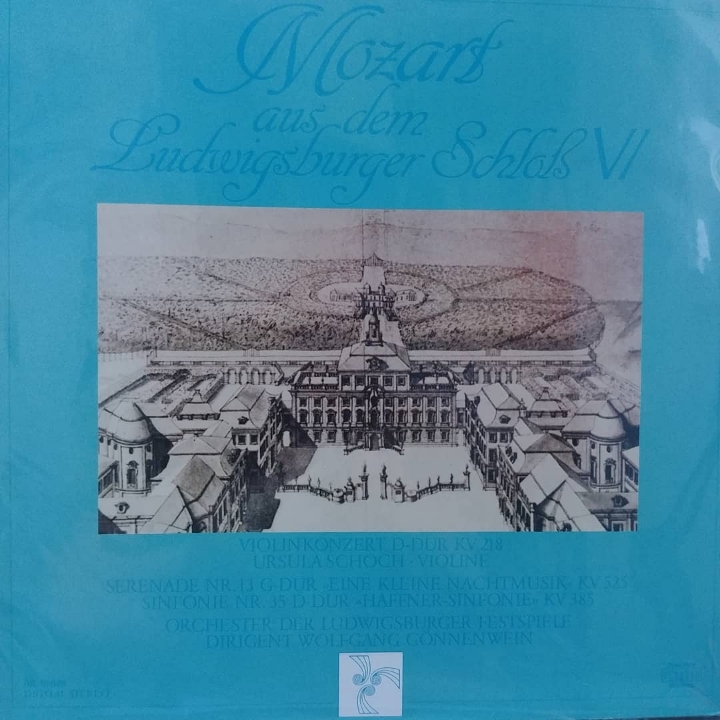 Mozart
aus dem
Ludwigsburger Schloß VI
VIOLINKONZERT D-DUR KV 218
URSULA SCHOCH · VIOLINE
SERENADE NR. 13 G-DUR »EINE KLEINE NACHTMUSIK« KV 525
SINFONIE NR. 35 D-DUR »HAFFNER-SINFONIE« KV 385
ORCHESTER DER LUDWIGSBURGER FESTSPIELE
DIRIGENT WOLFGANG GÖNNENWEIN